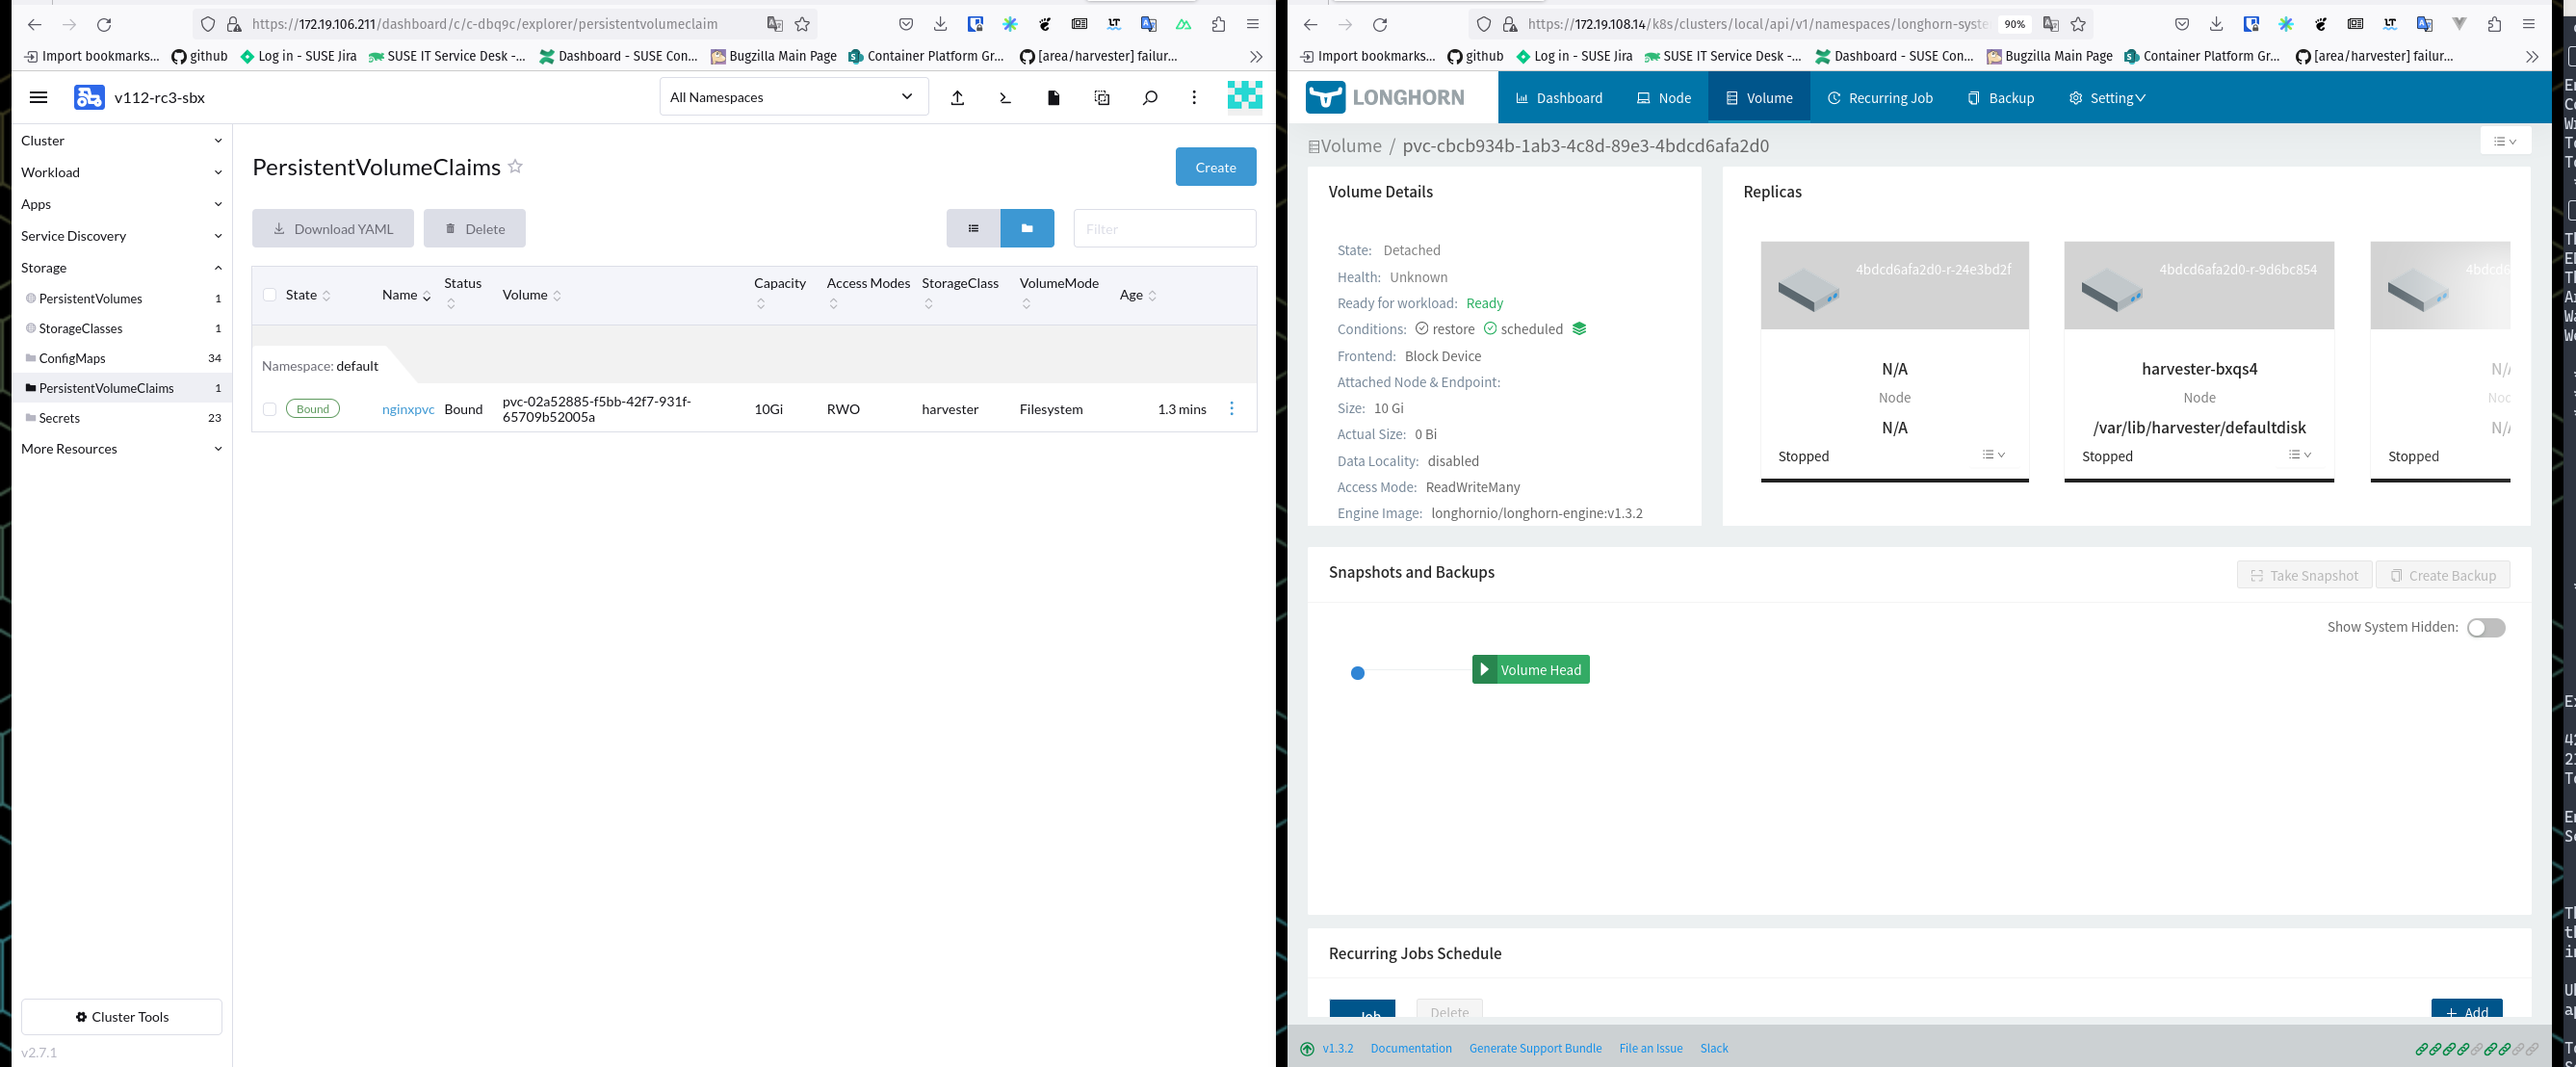 https://172.19.106.211/dashboard/c/c-dbq9c/explorer/persistentvolumeclaim
Import bookmarks... github Log in - SUSE Jira SUSE IT Service Desk -... Dashboard - SUSE Con... Bugzilla Main Page Container Platform Gr... [area/harvester] failur...
v112-rc3-sbx
All Namespaces
Cluster
Workload
Apps
Service Discovery
Storage
PersistentVolumes 1
StorageClasses 1
ConfigMaps 34
PersistentVolumeClaims 1
Secrets 23
More Resources
Cluster Tools
v2.7.1
PersistentVolumeClaims
Create
Download YAML Delete
Filter
State Name Status Volume Capacity Access Modes StorageClass VolumeMode Age
Namespace: default
Bound nginxpvc Bound pvc-02a52885-f5bb-42f7-931f- 10Gi RWO harvester Filesystem 1.3 mins
65709b52005a
https://172.19.108.14/k8s/clusters/local/api/v1/namespaces/longhorn-syste 90%
Import bookmarks... github Log in - SUSE Jira SUSE IT Service Desk -... Dashboard - SUSE Con... Bugzilla Main Page Container Platform Gr... [area/harvester] failur...
LONGHORN Dashboard Node Volume Recurring Job Backup Setting
Volume / pvc-cbcb934b-1ab3-4c8d-89e3-4bdcd6afa2d0
Volume Details
State: Detached
Health: Unknown
Ready for workload: Ready
Conditions: restore scheduled
Frontend: Block Device
Attached Node & Endpoint:
Size: 10 Gi
Actual Size: 0 Bi
Data Locality: disabled
Access Mode: ReadWriteMany
Engine Image: longhornio/longhorn-engine:v1.3.2
Replicas
4bdcd6afa2d0-r-24e3bd2f
N/A
Node
N/A
Stopped
4bdcd6afa2d0-r-9d6bc854
harvester-bxqs4
Node
/var/lib/harvester/defaultdisk
Stopped
Stopped
Snapshots and Backups
Take Snapshot Create Backup
Show System Hidden:
Volume Head
Recurring Jobs Schedule
Job Delete + Add
v1.3.2 Documentation Generate Support Bundle File an Issue Slack